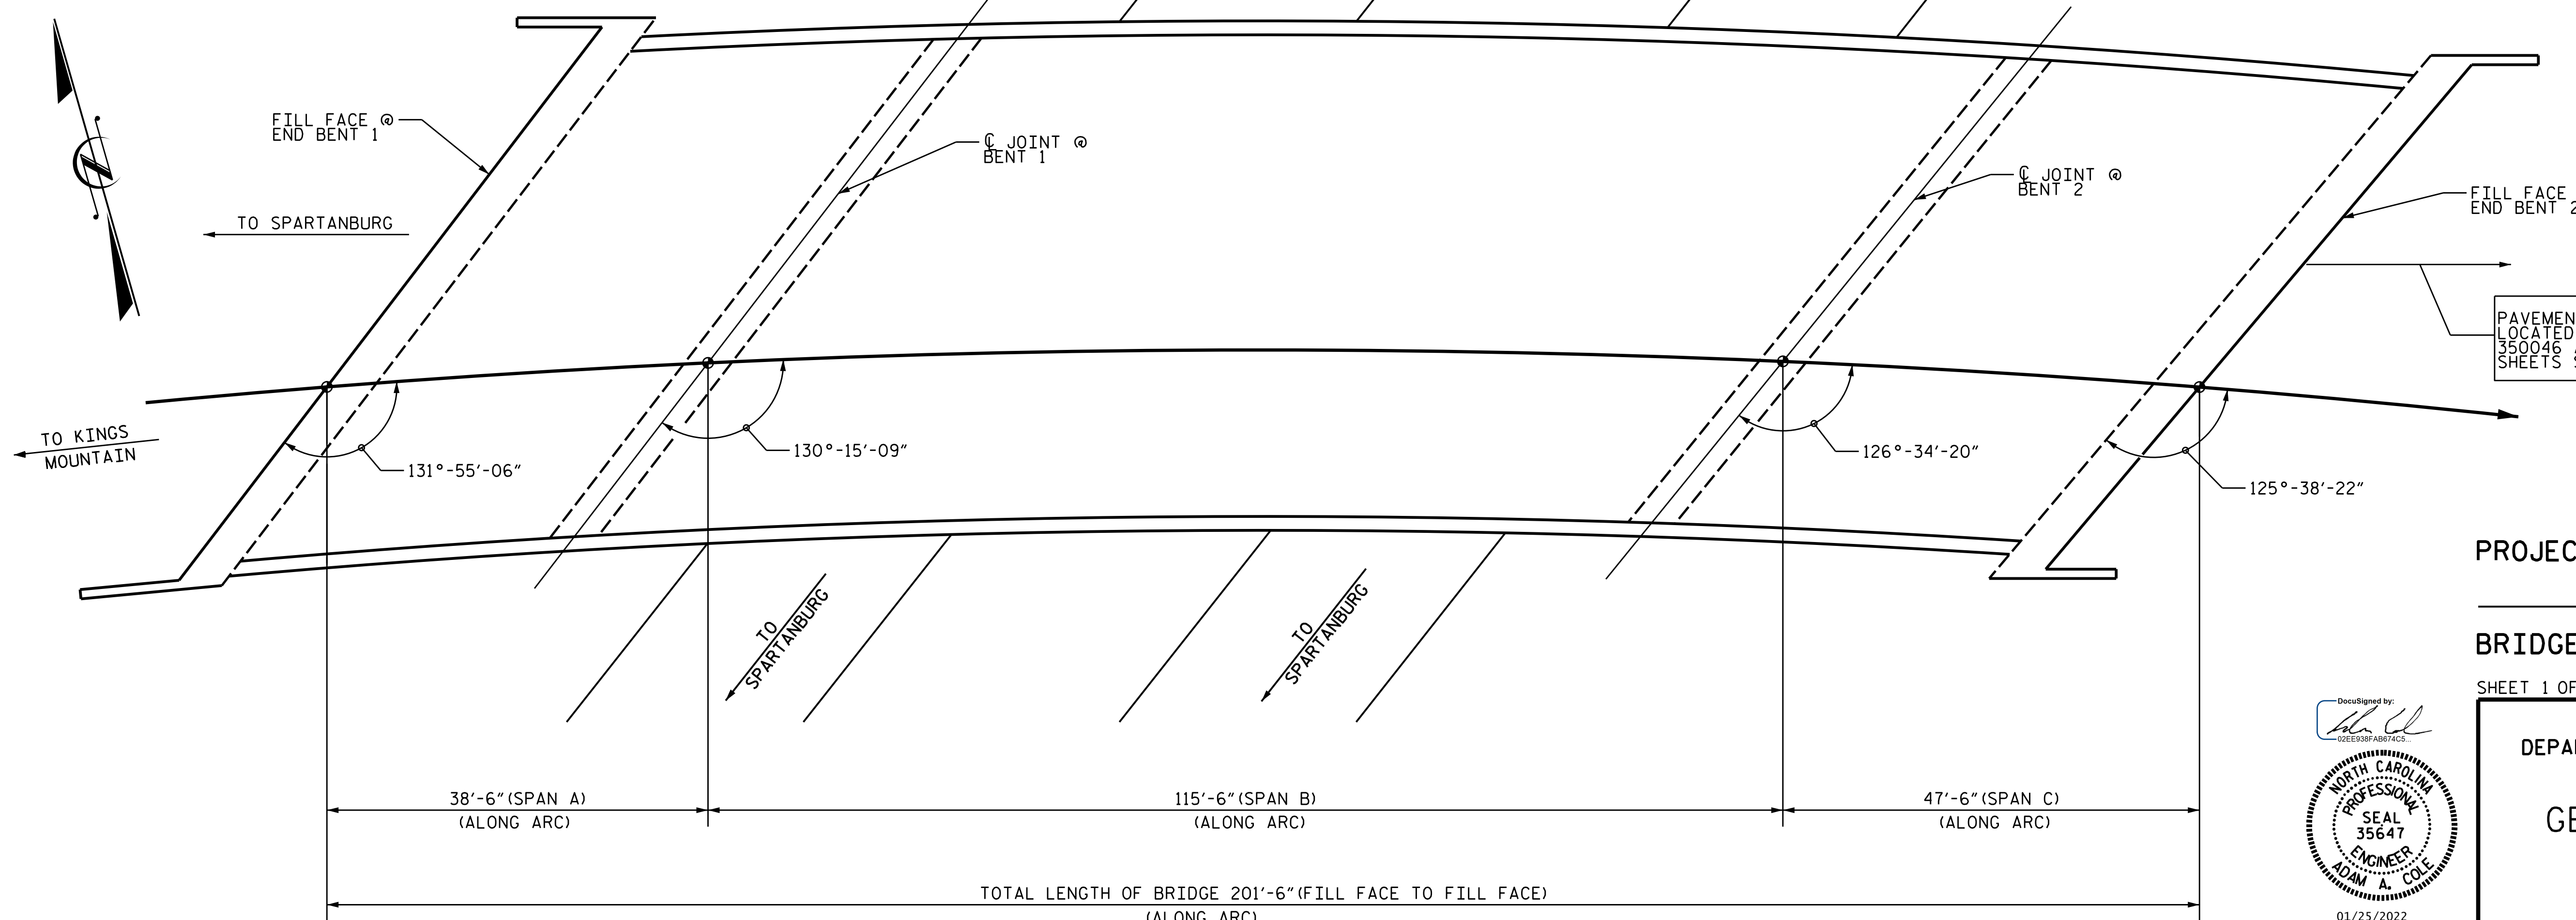 FILL FACE @
END BENT 1
℄ JOINT @
BENT 1
℄ JOINT @
BENT 2
FILL FACE
END BENT 2
N
TO SPARTANBURG
PAVEMEN
LOCATED
350046
SHEETS
TO KINGS
MOUNTAIN
131°-55'-06"
130°-15'-09"
126°-34'-20"
125°-38'-22"
TO
SPARTANBURG
TO
SPARTANBURG
PROJEC
BRIDGE
SHEET 1 OF
DocuSigned by:
02EE938FAB674C5...
DEPA
GE
NORTH CAROLINA
PROFESSIONAL
SEAL
35647
ENGINEER
ADAM A. COLE
01/25/2022
38'-6"(SPAN A)
(ALONG ARC)
115'-6"(SPAN B)
(ALONG ARC)
47'-6"(SPAN C)
(ALONG ARC)
TOTAL LENGTH OF BRIDGE 201'-6"(FILL FACE TO FILL FACE)
(ALONG ARC)